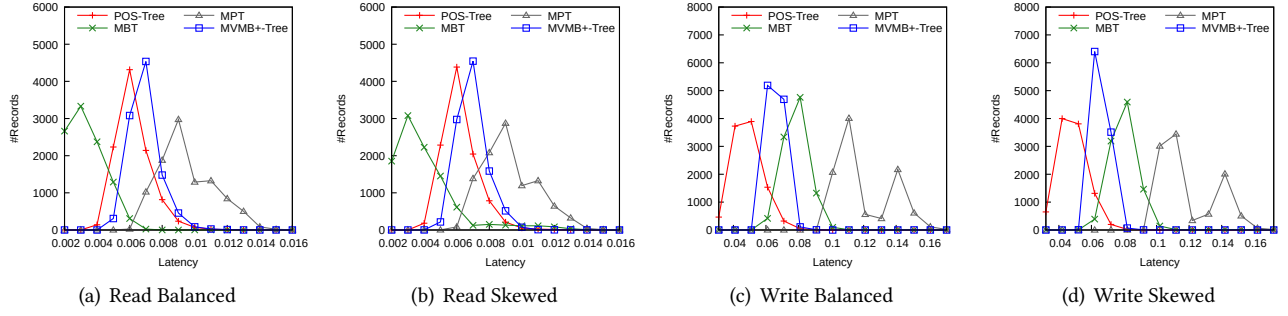 6000
5000
4000
3000
2000
1000
0
#Records
POS-Tree
MBT
MPT
MVMB+-Tree
0.002 0.004 0.006 0.008 0.01 0.012 0.014 0.016
Latency
(a) Read Balanced
6000
5000
4000
3000
2000
1000
0
#Records
POS-Tree
MBT
MPT
MVMB+-Tree
0.002 0.004 0.006 0.008 0.01 0.012 0.014 0.016
Latency
(b) Read Skewed
8000
7000
6000
5000
4000
3000
2000
1000
0
#Records
POS-Tree
MBT
MPT
MVMB+-Tree
0.04 0.06 0.08 0.1 0.12 0.14 0.16
Latency
(c) Write Balanced
8000
7000
6000
5000
4000
3000
2000
1000
0
#Records
POS-Tree
MBT
MPT
MVMB+-Tree
0.04 0.06 0.08 0.1 0.12 0.14 0.16
Latency
(d) Write Skewed